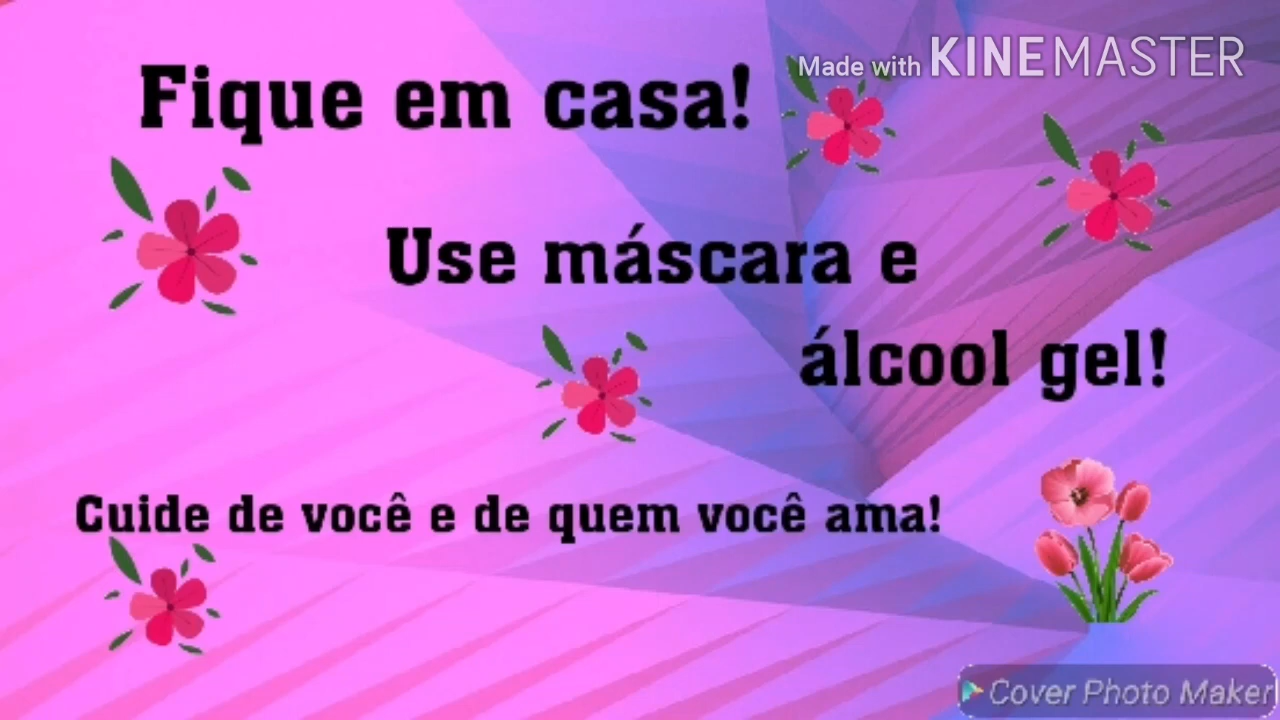 Made with KINEMASTER
Fique em casa!
Use máscara e
álcool gel!
Cuide de você e de quem você ama!
Cover Photo Maker